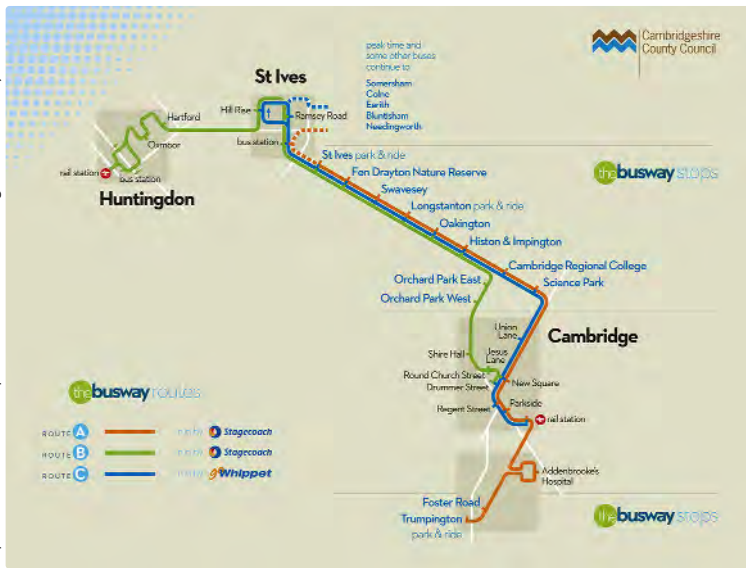 Cambridgeshire
County Council
peak time and
some other buses
continue to:
Somersham
Colne
Earith
Bluntisham
Needingworth
St Ives
Hill Rise
Ramsey Road
bus station
Hartford
Oxmoor
rail station
bus station
Huntingdon
St Ives park & ride
Fen Drayton Nature Reserve
Swavesey
Longstanton park & ride
Oakington
Histon & Impington
Cambridge Regional College
Science Park
thebusway stops
Orchard Park East
Orchard Park West
Cambridge
Union
Lane
Jesus
Lane
Shire Hall
Round Church Street
Drummer Street
New Square
Regent Street
Parkside
rail station
Addenbrooke's
Hospital
Foster Road
Trumpington
park & ride
thebusway stops
thebusway routes
ROUTE A
Stagecoach
ROUTE B
Stagecoach
ROUTE C
Whippet